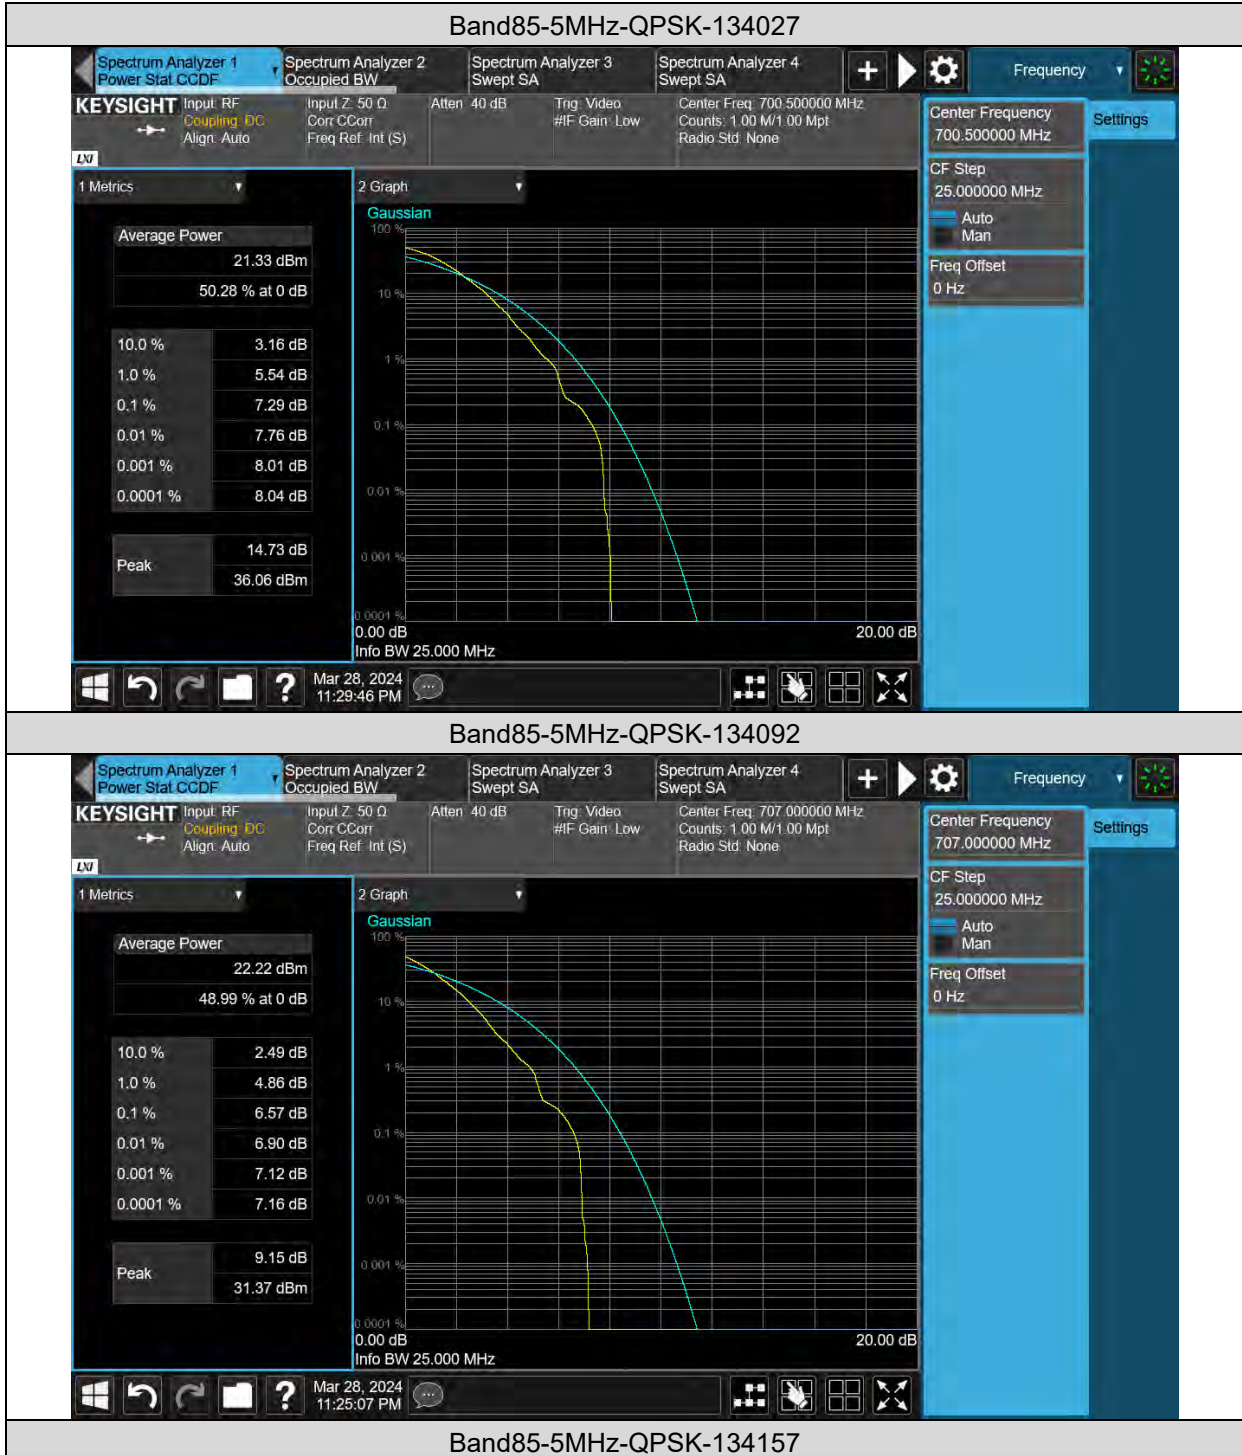 Band85-5MHz-QPSK-134027
Spectrum Analyzer 1
Power Stat CCDF
Spectrum Analyzer 2
Occupied BW
Spectrum Analyzer 3
Swept SA
Spectrum Analyzer 4
Swept SA
Frequency
KEYSIGHT
Input: RF
Coupling: DC
Align: Auto
Input Z: 50 Ω
Corr CCorr
Freq Ref: Int (S)
Atten: 40 dB
Trig: Video
#IF Gain: Low
Center Freq: 700.500000 MHz
Counts: 1.00 M/1.00 Mpt
Radio Std: None
LXI
Center Frequency
700.500000 MHz
Settings
CF Step
25.000000 MHz
Auto
Man
Freq Offset
0 Hz
1 Metrics
2 Graph
Gaussian
Average Power
21.33 dBm
50.28 % at 0 dB
10.0 % 3.16 dB
1.0 % 5.54 dB
0.1 % 7.29 dB
0.01 % 7.76 dB
0.001 % 8.01 dB
0.0001 % 8.04 dB
Peak
14.73 dB
36.06 dBm
100 %
10 %
1 %
0.1 %
0.01 %
0.001 %
0.0001 %
0.00 dB 20.00 dB
Info BW 25.000 MHz
Mar 28, 2024
11:29:46 PM
Band85-5MHz-QPSK-134092
Spectrum Analyzer 1
Power Stat CCDF
Spectrum Analyzer 2
Occupied BW
Spectrum Analyzer 3
Swept SA
Spectrum Analyzer 4
Swept SA
Frequency
KEYSIGHT
Input: RF
Coupling: DC
Align: Auto
Input Z: 50 Ω
Corr CCorr
Freq Ref: Int (S)
Atten: 40 dB
Trig: Video
#IF Gain: Low
Center Freq: 707.000000 MHz
Counts: 1.00 M/1.00 Mpt
Radio Std: None
LXI
Center Frequency
707.000000 MHz
Settings
CF Step
25.000000 MHz
Auto
Man
Freq Offset
0 Hz
1 Metrics
2 Graph
Gaussian
Average Power
22.22 dBm
48.99 % at 0 dB
10.0 % 2.49 dB
1.0 % 4.86 dB
0.1 % 6.57 dB
0.01 % 6.90 dB
0.001 % 7.12 dB
0.0001 % 7.16 dB
Peak
9.15 dB
31.37 dBm
100 %
10 %
1 %
0.1 %
0.01 %
0.001 %
0.0001 %
0.00 dB 20.00 dB
Info BW 25.000 MHz
Mar 28, 2024
11:25:07 PM
Band85-5MHz-QPSK-134157